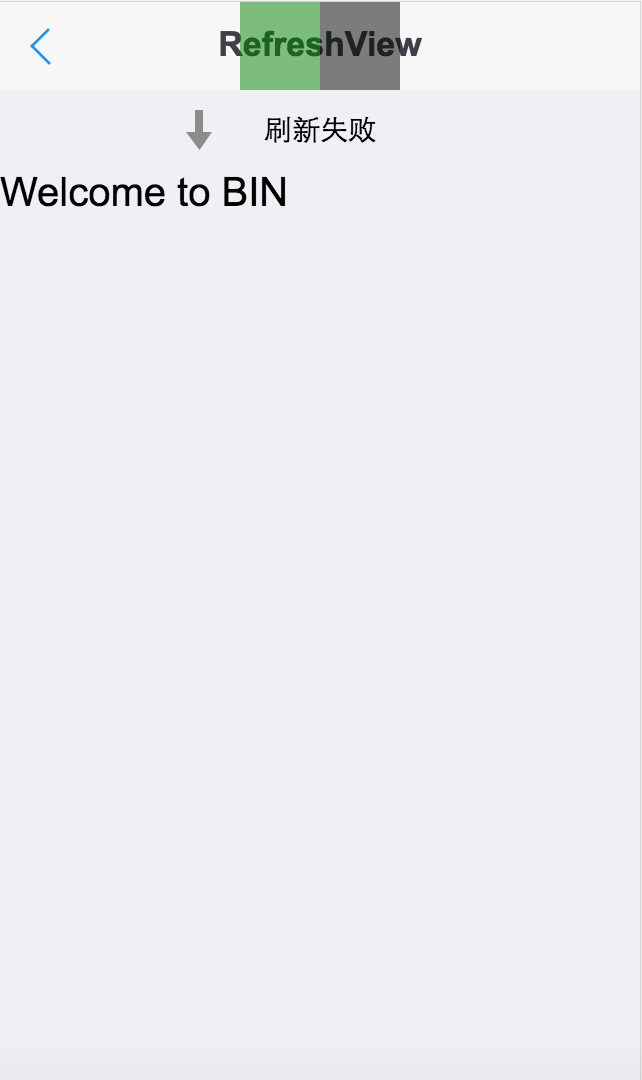 RefreshView
刷新失败
Welcome to BIN